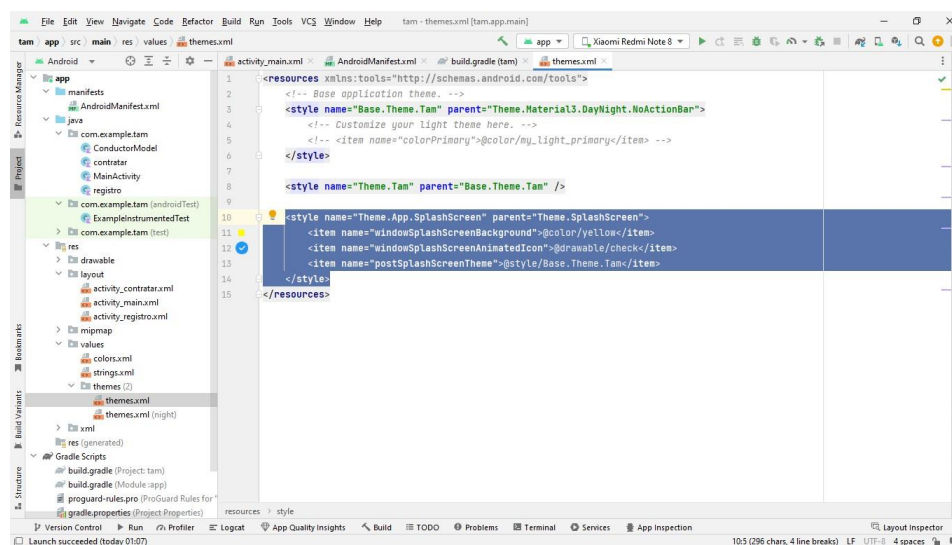 File Edit View Navigate Code Refactor Build Run Tools VCS Window Help tam - themes.xml [tam.app.main]
tam app src main res values themes.xml app Xiaomi Redmi Note 8
Android
activity_main.xml AndroidManifest.xml build.gradle (tam) themes.xml
Resource Manager
Project
Bookmarks
Build Variants
Structure
app
manifests
AndroidManifest.xml
java
com.example.tam
ConductorModel
contratar
MainActivity
registro
com.example.tam (androidTest)
ExampleInstrumentedTest
com.example.tam (test)
res
drawable
layout
activity_contratar.xml
activity_main.xml
activity_registro.xml
mipmap
values
colors.xml
strings.xml
themes (2)
themes.xml
themes.xml (night)
xml
res (generated)
Gradle Scripts
build.gradle (Project: tam)
build.gradle (Module :app)
proguard-rules.pro (ProGuard Rules for "
gradle.properties (Project Properties)
1 <resources xmlns:tools="http://schemas.android.com/tools">
2 <!-- Base application theme. -->
3 <style name="Base.Theme.Tam" parent="Theme.Material3.DayNight.NoActionBar">
4 <!-- Customize your light theme here. -->
5 <!-- <item name="colorPrimary">@color/my_light_primary</item> -->
6 </style>
7
8 <style name="Theme.Tam" parent="Base.Theme.Tam" />
9
10 <style name="Theme.App.SplashScreen" parent="Theme.SplashScreen">
11 <item name="windowSplashScreenBackground">@color/yellow</item>
12 <item name="windowSplashScreenAnimatedIcon">@drawable/check</item>
13 <item name="postSplashScreenTheme">@style/Base.Theme.Tam</item>
14 </style>
15 </resources>
resources style
Version Control Run Profiler Logcat App Quality Insights Build TODO Problems Terminal Services App Inspection Layout Inspector
Launch succeeded (today 01:07) 10:5 (296 chars, 4 line breaks) LF UTF-8 4 spaces